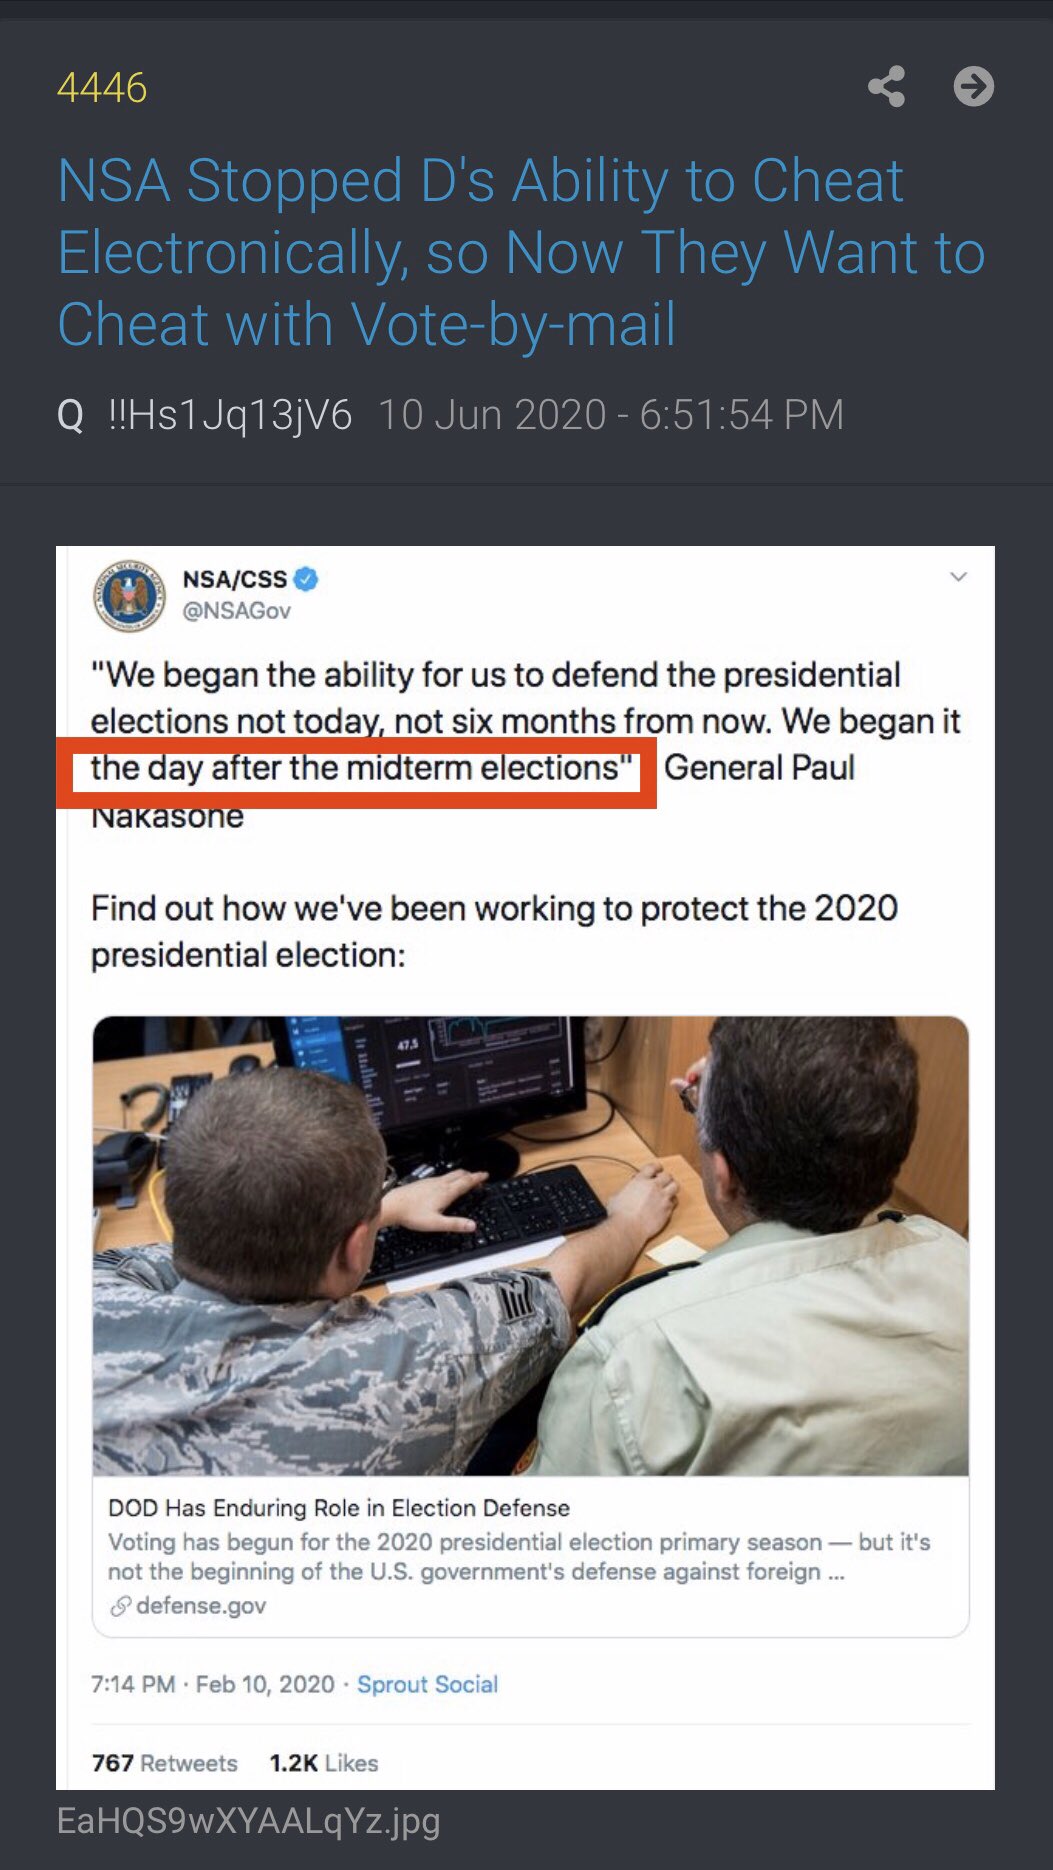 4446
NSA Stopped D's Ability to Cheat
Electronically, so Now They Want to
Cheat with Vote-by-mail
Q !!Hs1Jq13jV6 10 Jun 2020 - 6:51:54 PM
NSA/CSS
@NSAGov
"We began the ability for us to defend the presidential
elections not today, not six months from now. We began it
the day after the midterm elections" General Paul
Nakasone
Find out how we've been working to protect the 2020
presidential election:
47.5
DOD Has Enduring Role in Election Defense
Voting has begun for the 2020 presidential election primary season — but it's
not the beginning of the U.S. government's defense against foreign ...
defense.gov
7:14 PM · Feb 10, 2020 · Sprout Social
767 Retweets 1.2K Likes
EaHQS9wXYAALqYz.jpg